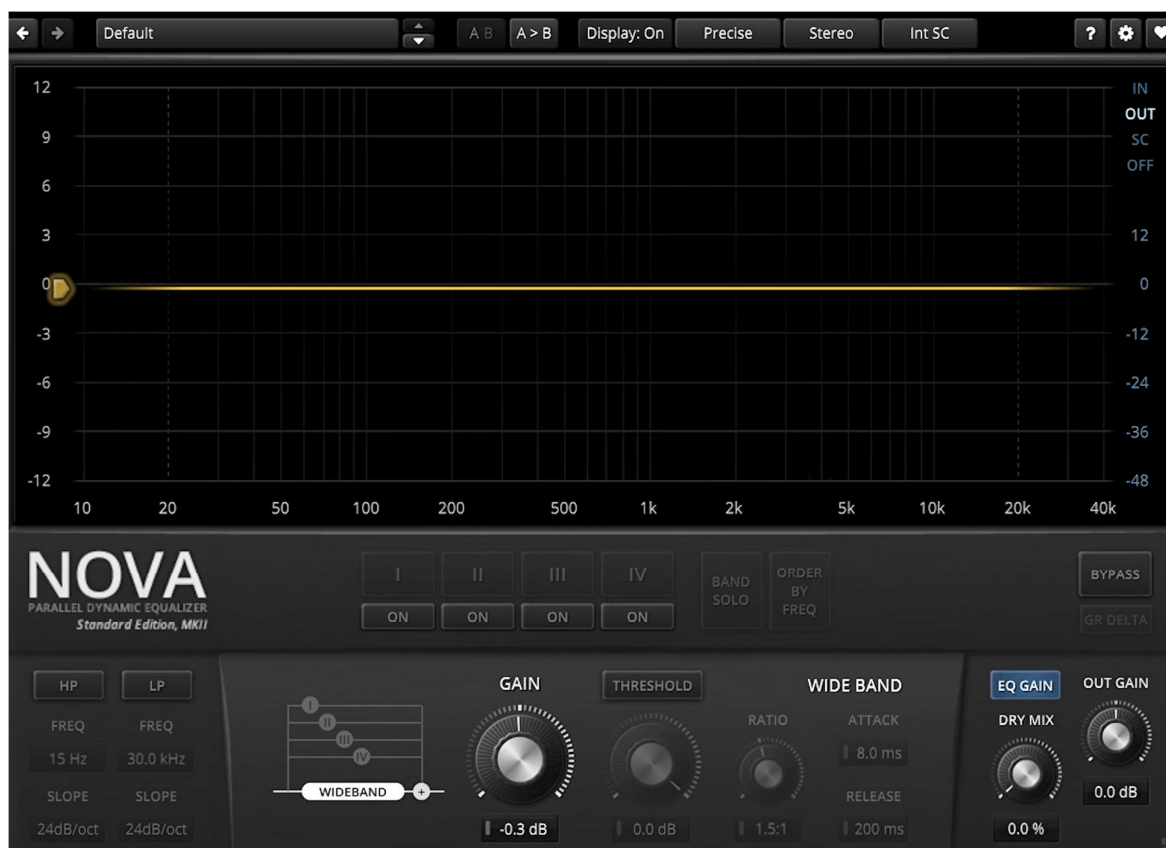 Default
A B
A > B
Display: On
Precise
Stereo
Int SC
?
12
IN
OUT
9
SC
OFF
6
3
12
0
0
-3
-12
-6
-24
-9
-36
-12
-48
10 20 50 100 200 500 1k 2k 5k 10k 20k 40k
NOVA
PARALLEL DYNAMIC EQUALIZER
Standard Edition, MKII
I II III IV
ON ON ON ON
BAND SOLO
ORDER BY FREQ
BYPASS
GR DELTA
HP LP
FREQ FREQ
15 Hz 30.0 kHz
SLOPE SLOPE
24dB/oct 24dB/oct
I
II
III
IV
WIDEBAND +
GAIN
-0.3 dB
THRESHOLD
0.0 dB
WIDE BAND
RATIO
1.5:1
ATTACK
8.0 ms
RELEASE
200 ms
EQ GAIN
DRY MIX
0.0 %
OUT GAIN
0.0 dB